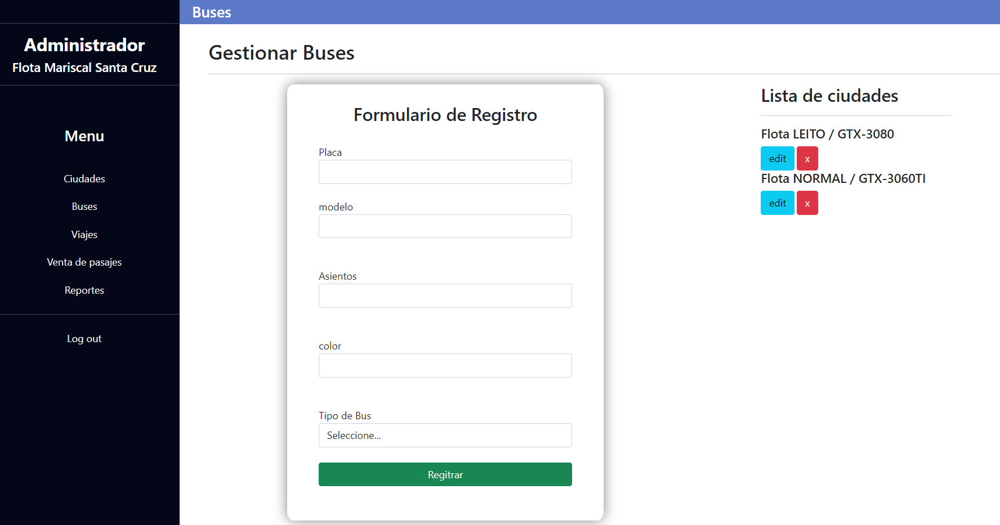 Buses
Administrador
Flota Mariscal Santa Cruz
Menu
Ciudades
Buses
Viajes
Venta de pasajes
Reportes
Log out
Gestionar Buses
Formulario de Registro
Placa
modelo
Asientos
color
Tipo de Bus
Seleccione...
Regitrar
Lista de ciudades
Flota LEITO / GTX-3080
edit x
Flota NORMAL / GTX-3060TI
edit x